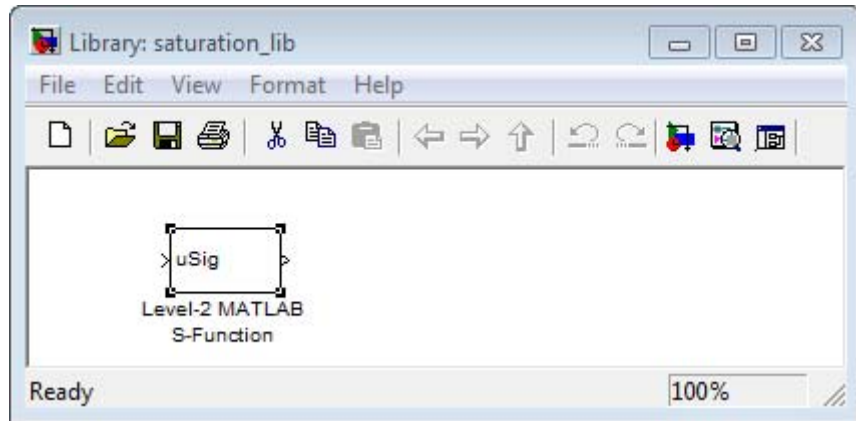 Library: saturation_lib
File Edit View Format Help
uSig
Level-2 MATLAB
S-Function
Ready 100%